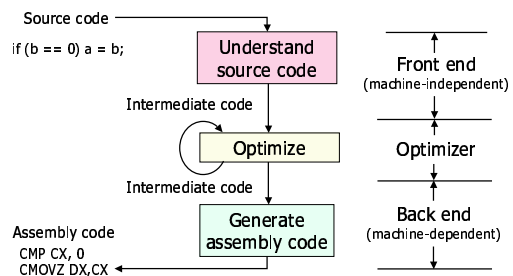 Source code
if (b == 0) a = b;
Understand
source code
Front end
(machine-independent)
Intermediate code
Optimize
Optimizer
Intermediate code
Generate
assembly code
Back end
(machine-dependent)
Assembly code
CMP CX, 0
CMOVZ DX,CX